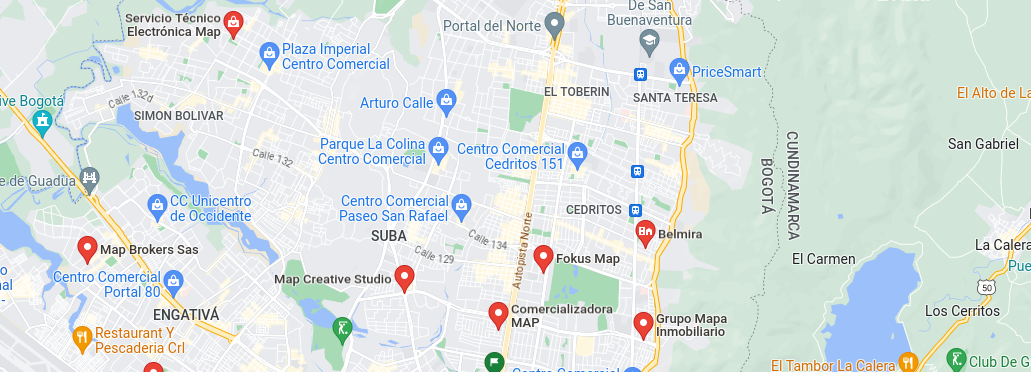 De San
Buenaventura
Servicio Técnico
Electrónica Map
Portal del Norte
Plaza Imperial
Centro Comercial
PriceSmart
EL TOBERIN
SANTA TERESA
El Alto de La
Calle 132d
ive Bogotá
Arturo Calle
SIMON BOLIVAR
Parque La Colina
Centro Comercial
Centro Comercial
Cedritos 151
San Gabriel
CUNDINAMARCA
BOGOTÁ
Calle 132
e de Guadua
CC Unicentro
de Occidente
Centro Comercial
Paseo San Rafael
CEDRITOS
Autopista Norte
SUBA
Calle 134
Belmira
Map Brokers Sas
Calle 129
Fokus Map
El Carmen
La Calera
Pue
Centro Comercial
Portal 80
Map Creative Studio
50
ENGATIVÁ
Comercializadora
MAP
Grupo Mapa
Inmobiliario
Los Cerritos
Restaurant Y
Pescaderia Crl
El Tambor La Calera
Club De G